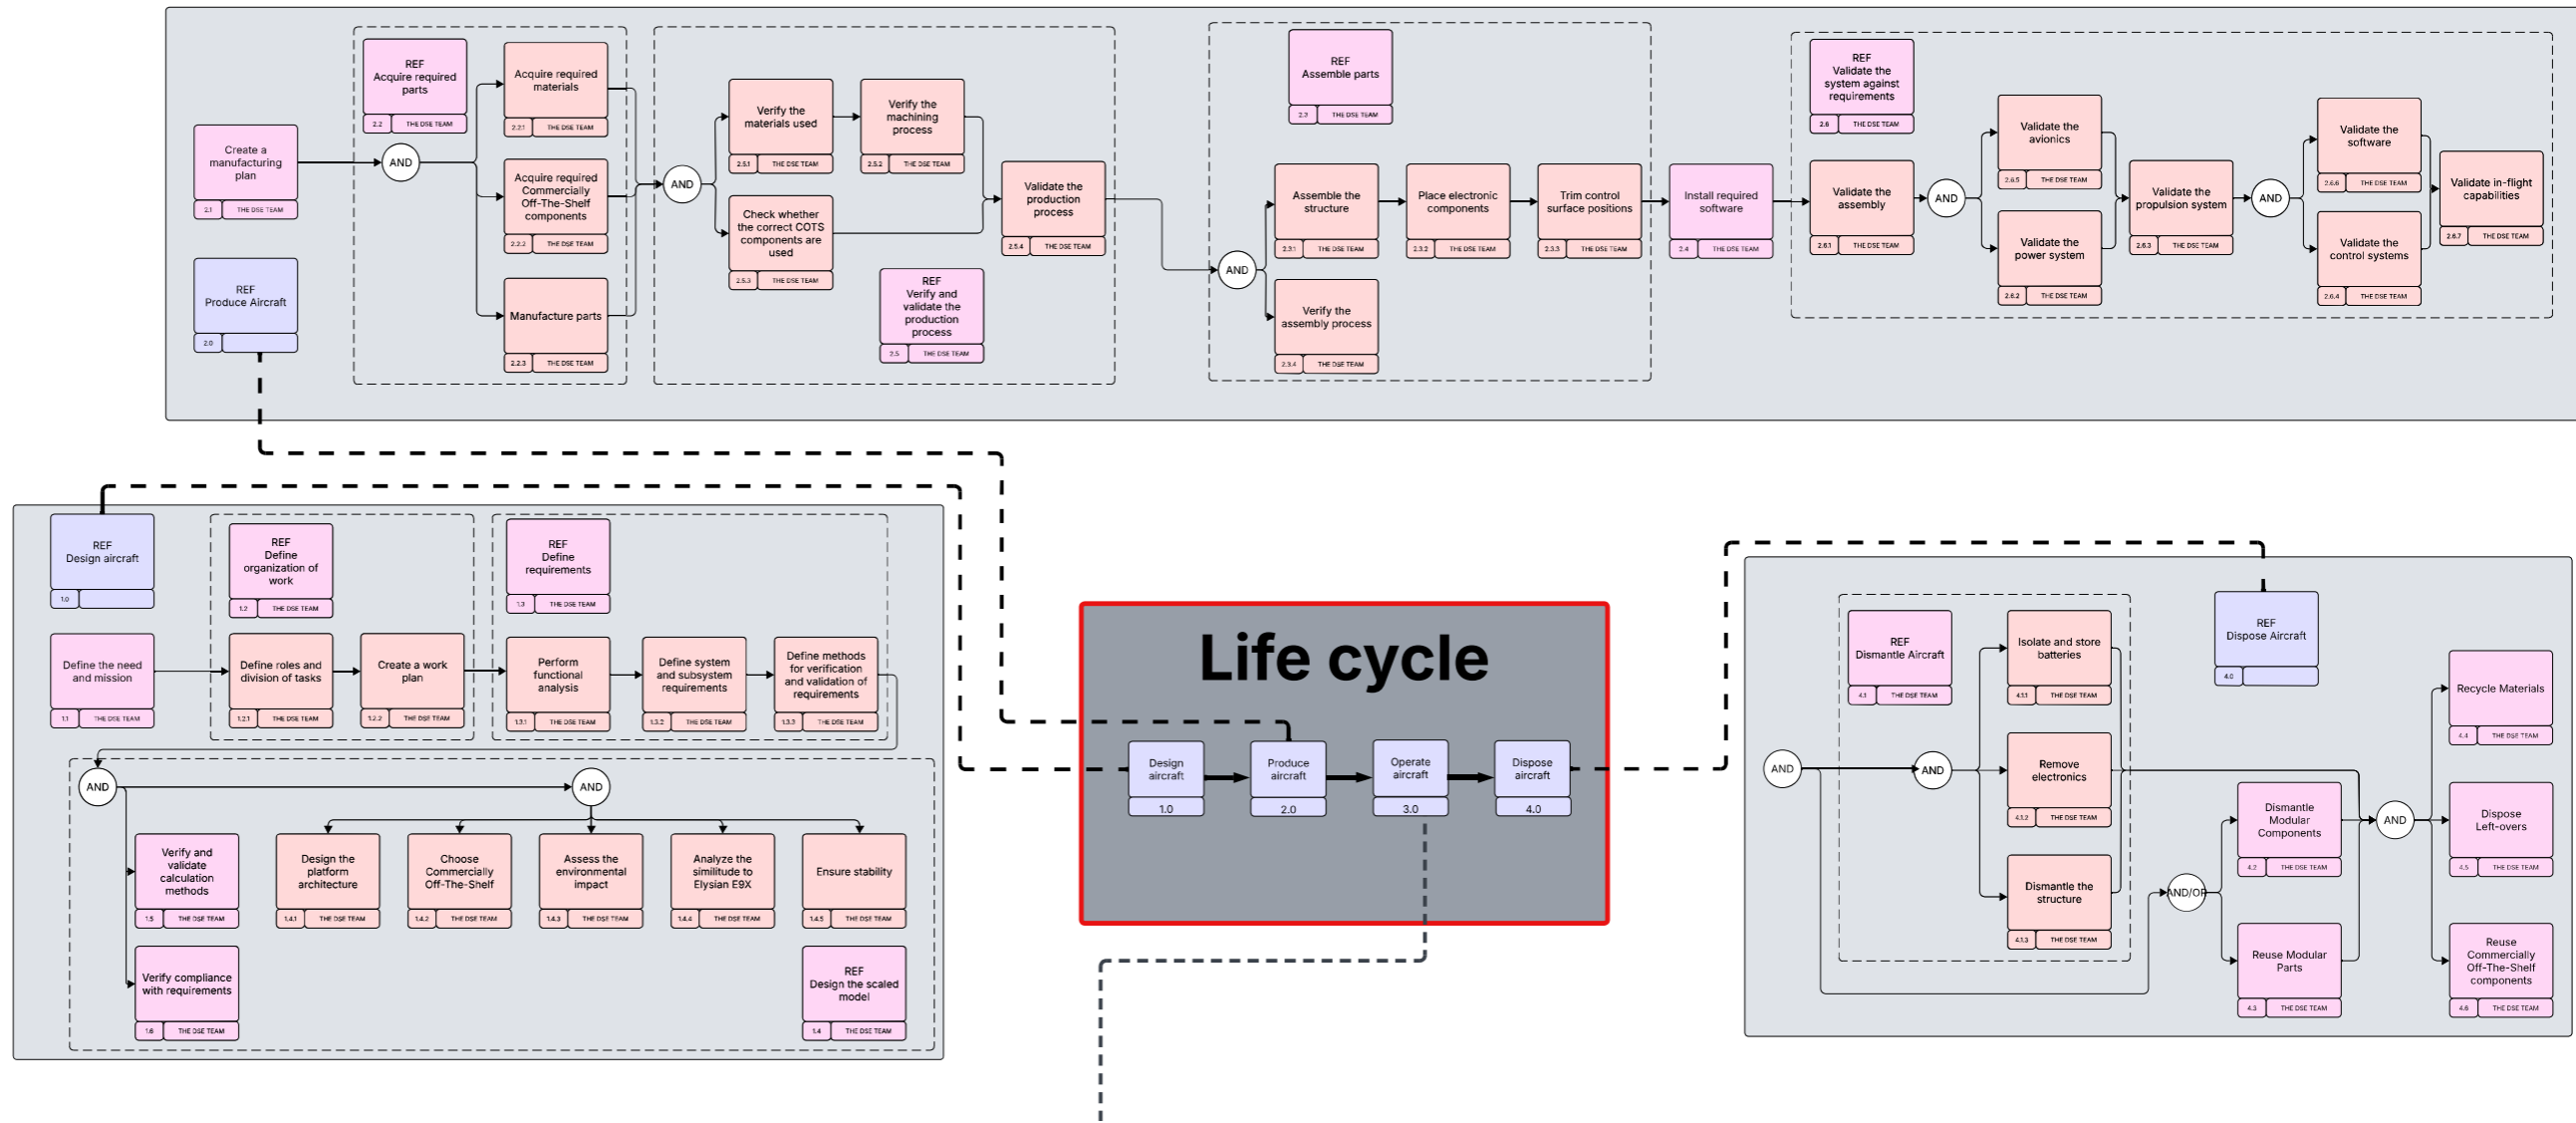 REF
Acquire required
parts
2.2 THE DSE TEAM
Acquire required
materials
2.2.1 THE DSE TEAM
Create a
manufacturing
plan
2.1 THE DSE TEAM
AND
Acquire required
Commercially
Off-The-Shelf
components
2.2.2 THE DSE TEAM
REF
Produce Aircraft
2.0
Manufacture parts
2.2.3 THE DSE TEAM
AND
Verify the
materials used
2.5.1 THE DSE TEAM
Verify the
machining
process
2.5.2 THE DSE TEAM
Check whether
the correct COTS
components are
used
2.5.3 THE DSE TEAM
Validate the
production
process
2.5.4 THE DSE TEAM
REF
Verify and
validate the
production
process
2.5 THE DSE TEAM
REF
Assemble parts
2.3 THE DSE TEAM
AND
Assemble the
structure
2.3.1 THE DSE TEAM
Place electronic
components
2.3.2 THE DSE TEAM
Trim control
surface positions
2.3.3 THE DSE TEAM
Verify the
assembly process
2.3.4 THE DSE TEAM
Install required
software
2.4 THE DSE TEAM
REF
Validate the
system against
requirements
2.6 THE DSE TEAM
Validate the
assembly
2.6.1 THE DSE TEAM
AND
Validate the
avionics
2.6.5 THE DSE TEAM
Validate the
power system
2.6.2 THE DSE TEAM
Validate the
propulsion system
2.6.3 THE DSE TEAM
AND
Validate the
software
2.6.6 THE DSE TEAM
Validate the
control systems
2.6.4 THE DSE TEAM
Validate in-flight
capabilities
2.6.7 THE DSE TEAM
REF
Design aircraft
1.0
REF
Define
organization of
work
1.2 THE DSE TEAM
REF
Define
requirements
1.3 THE DSE TEAM
Define the need
and mission
1.1 THE DSE TEAM
Define roles and
division of tasks
1.2.1 THE DSE TEAM
Create a work
plan
1.2.2 THE DSE TEAM
Perform
functional
analysis
1.3.1 THE DSE TEAM
Define system
and subsystem
requirements
1.3.2 THE DSE TEAM
Define methods
for verification
and validation of
requirements
1.3.3 THE DSE TEAM
AND
AND
Verify and
validate
calculation
methods
1.5 THE DSE TEAM
Design the
platform
architecture
1.4.1 THE DSE TEAM
Choose
Commercially
Off-The-Shelf
1.4.2 THE DSE TEAM
Assess the
environmental
impact
1.4.3 THE DSE TEAM
Analyze the
similitude to
Elysian E9X
1.4.4 THE DSE TEAM
Ensure stability
1.4.5 THE DSE TEAM
Verify compliance
with requirements
1.6 THE DSE TEAM
REF
Design the scaled
model
1.4 THE DSE TEAM
Life cycle
Design
aircraft
1.0
Produce
aircraft
2.0
Operate
aircraft
3.0
Dispose
aircraft
4.0
REF
Dismantle Aircraft
4.1 THE DSE TEAM
Isolate and store
batteries
4.1.1 THE DSE TEAM
REF
Dispose Aircraft
4.0
AND
AND
Remove
electronics
4.1.2 THE DSE TEAM
Dismantle the
structure
4.1.3 THE DSE TEAM
AND/OR
Dismantle
Modular
Components
4.2 THE DSE TEAM
Reuse Modular
Parts
4.3 THE DSE TEAM
AND
Recycle Materials
4.4 THE DSE TEAM
Dispose
Left-overs
4.5 THE DSE TEAM
Reuse
Commercially
Off-The-Shelf
components
4.6 THE DSE TEAM